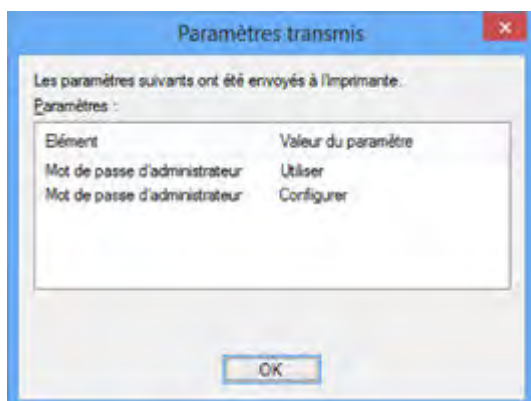 Paramètres transmis
Les paramètres suivants ont été envoyés à l'Imprimante.
Paramètres :
Elément Valeur du paramètre
Mot de passe d'administrateur Utiliser
Mot de passe d'administrateur Configurer
OK